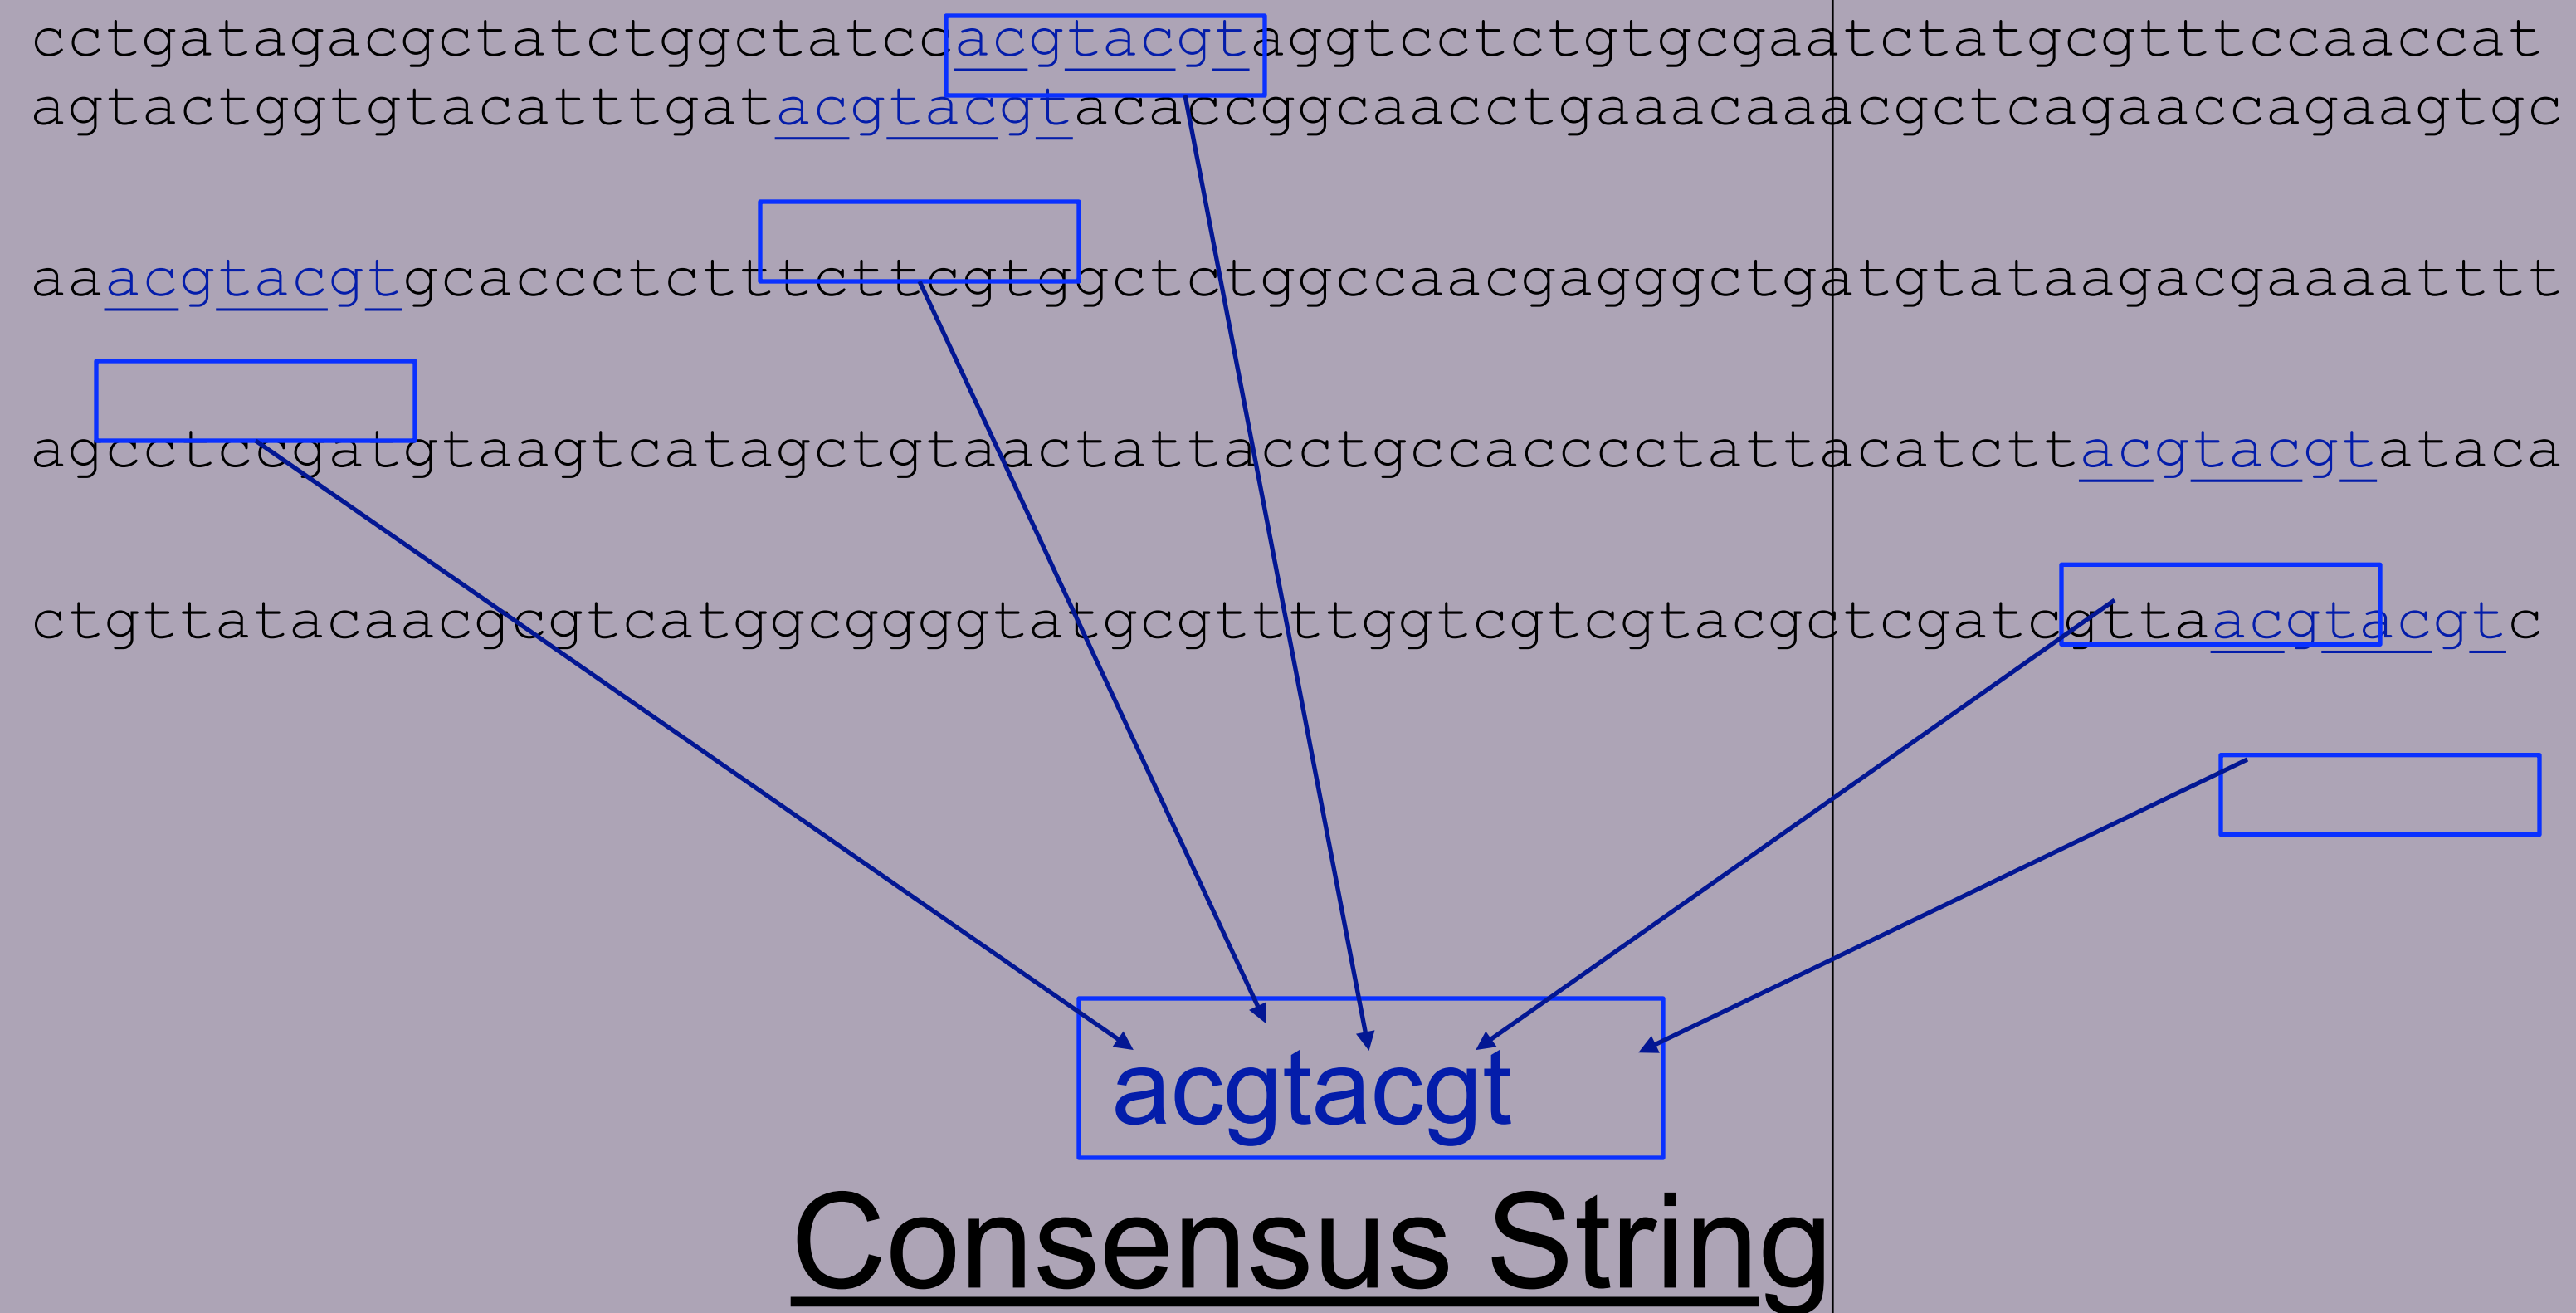 cctgatagacgctatctggctatccacgtacgtaggtcctctgtgcgaatctatgcgtttccaaccat
agtactggtgtacatttgatacgtacgtacaccggcaacctgaaacaaacgctcagaaccagaagtgc
aaacgtacgtgcaccctctttcttcgtggctctggccaacgagggctgatgtataagacgaaaatttt
agcctccgatgtaagtcatagctgtaactattacctgccacccctattacatcttacgtacgtataca
ctgttatacaacgcgtcatggcggggtatgcgttttggtcgtcgtacgctcgatcgttaacgtacgtc
acgtacgt
Consensus String